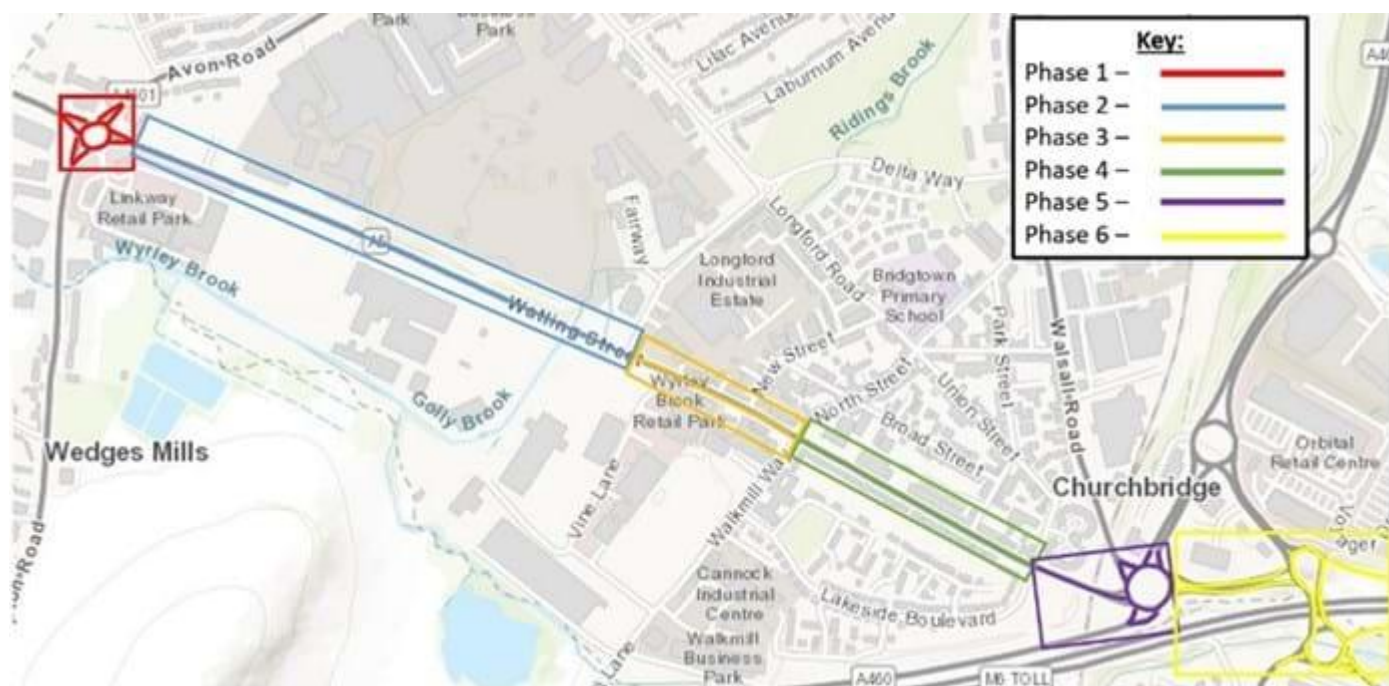 Park
Business
Park
Avon Road
Lilac Avenue
Laburnum Aven
Ridings Brook
Delta Way
Key:
Phase 1 –
Phase 2 –
Phase 3 –
Phase 4 –
Phase 5 –
Phase 6 –
Linkway
Retail Park
Wyrley Brook
A5
Fairway
Longford
Industrial
Estate
Longford Road
Bridgtown
Primary
School
Park Street
Walsall Road
Watling Street
Golly Brook
Wyrley
Brook
Retail Park
New Street
North Street
Union Street
Broad Street
Wedges Mills
Vine Lane
Walkmill Wa
Churchbridge
Orbital
Retail Centre
Cannock
Industrial
Centre
Walkmill
Business
Park
Lakeside Boulevard
Lane
A460
M6 TOLL